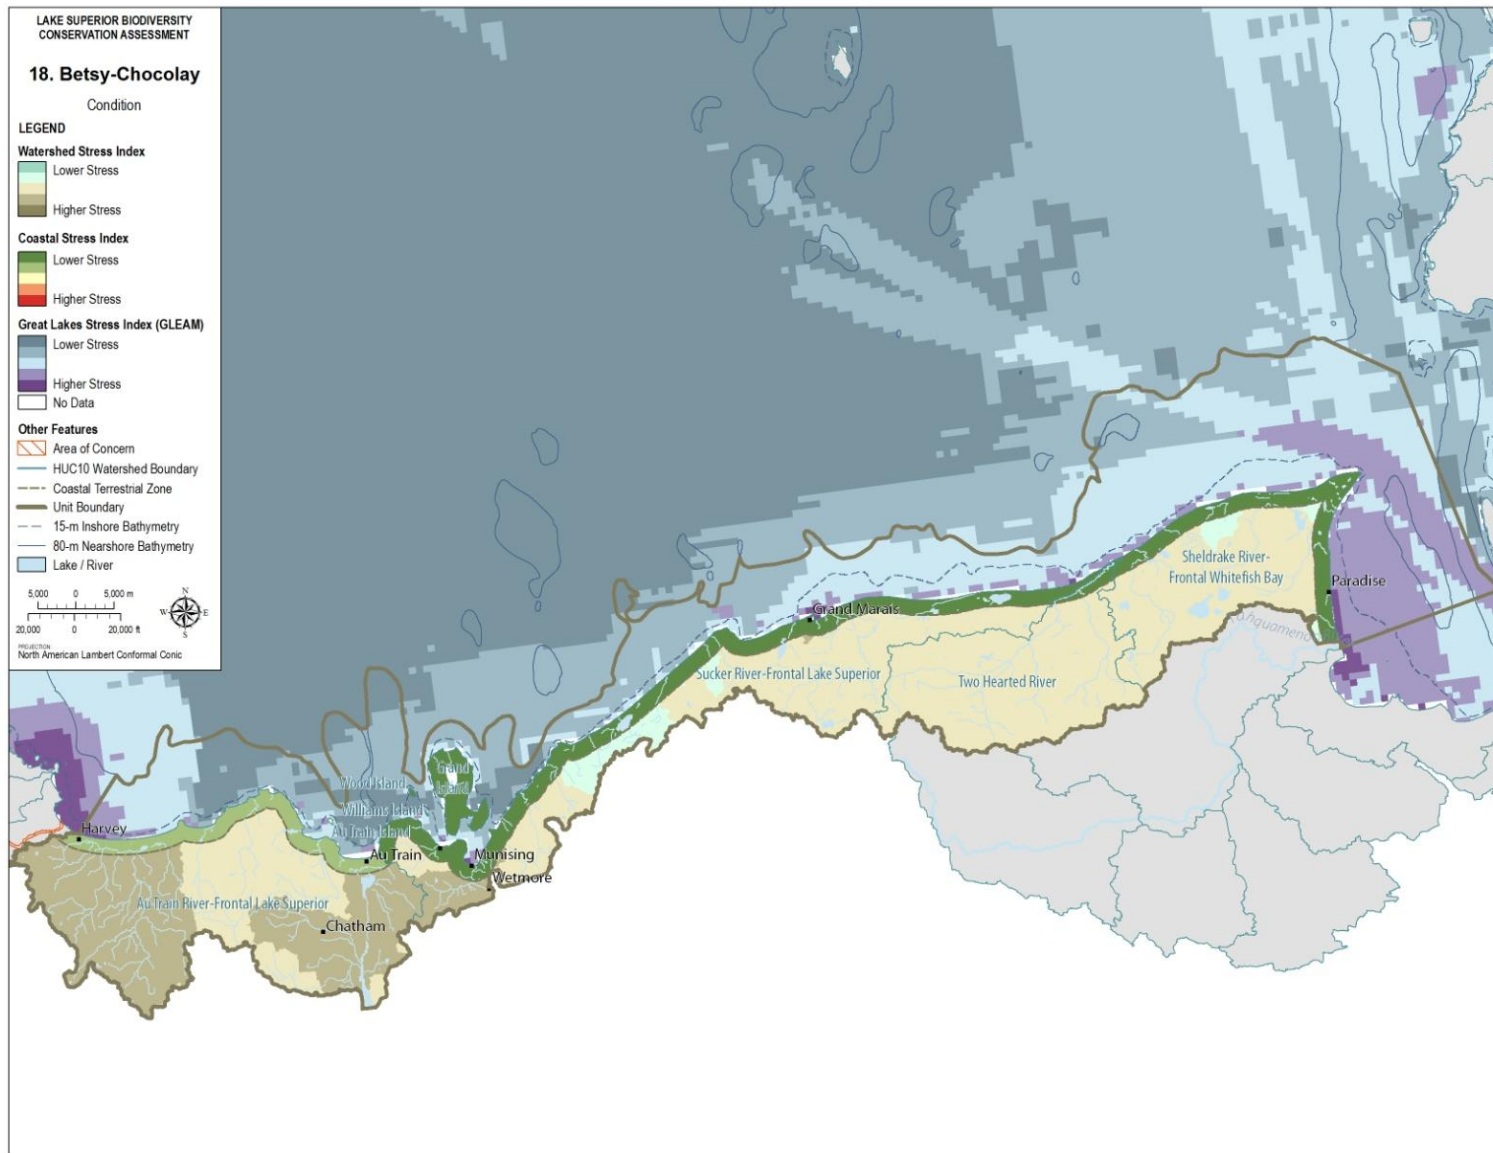 LAKE SUPERIOR BIODIVERSITY
CONSERVATION ASSESSMENT
18. Betsy-Chocolay
Condition
LEGEND
Watershed Stress Index
Lower Stress
Higher Stress
Coastal Stress Index
Lower Stress
Higher Stress
Great Lakes Stress Index (GLEAM)
Lower Stress
Higher Stress
No Data
Other Features
Area of Concern
HUC10 Watershed Boundary
Coastal Terrestrial Zone
Unit Boundary
15-m Inshore Bathymetry
80-m Nearshore Bathymetry
Lake / River
5,000 0 5,000 m
20,000 0 20,000 ft
N
W E
S
PROJECTION:
North American Lambert Conformal Conic
Sheldrake River-
Frontal Whitefish Bay
Paradise
Grand Marais
Sucker River-Frontal Lake Superior
Two Hearted River
Wood Island
Grand
Island
Williams Island
Au Train Island
Harvey
Au Train
Munising
Wetmore
Au Train River-Frontal Lake Superior
Chatham